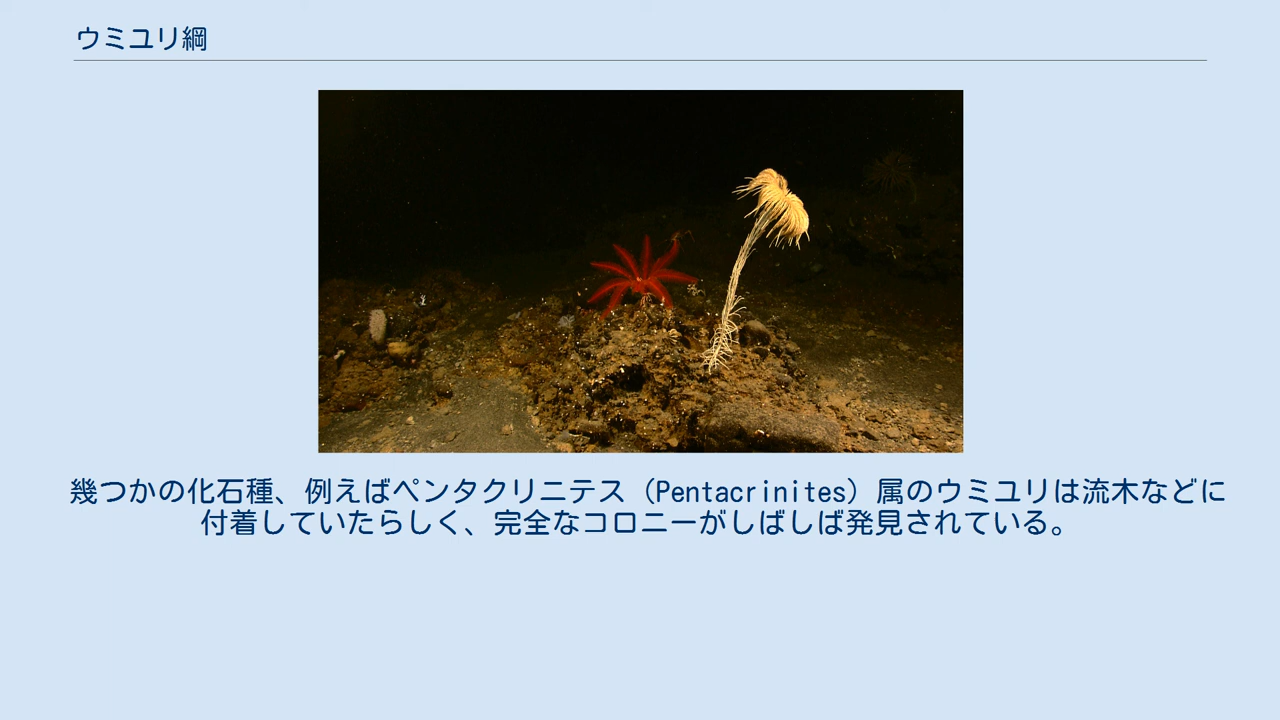 ウミユリ綱
幾つかの化石種、例えばペンタクリニテス（Pentacrinites）属のウミユリは流木などに
付着していたらしく、完全なコロニーがしばしば発見されている。